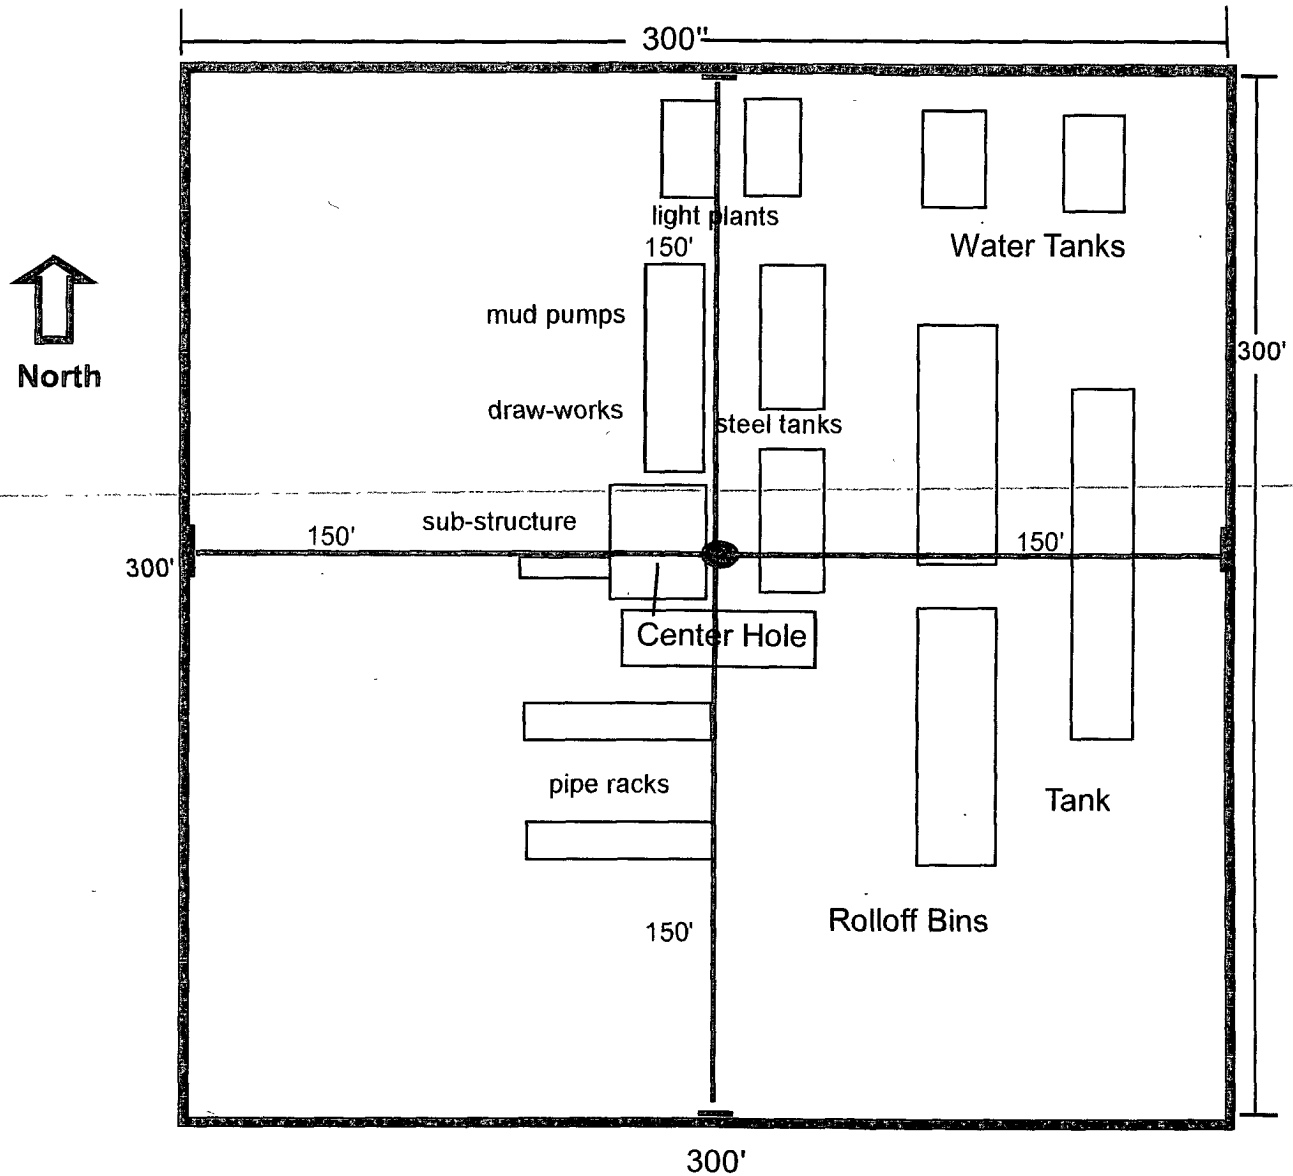 300"
light plants
150'
Water Tanks
mud pumps
300'
North
draw-works
steel tanks
sub-structure
150'
150'
300'
Center Hole
pipe racks
Tank
Rolloff Bins
150'
300'